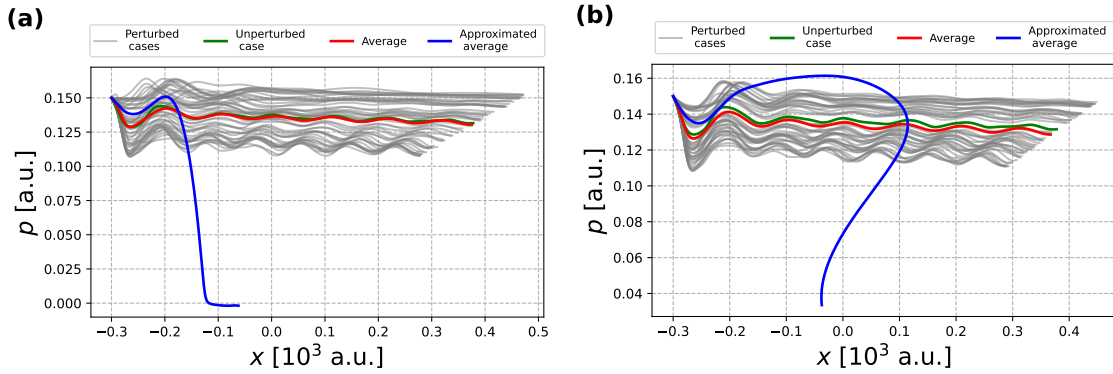 (a)
Perturbed cases
Unperturbed case
Average
Approximated average
p [a.u.]
0.150
0.125
0.100
0.075
0.050
0.025
0.000
−0.3 −0.2 −0.1 0.0 0.1 0.2 0.3 0.4 0.5
x [10³ a.u.]
(b)
Perturbed cases
Unperturbed case
Average
Approximated average
p [a.u.]
0.16
0.14
0.12
0.10
0.08
0.06
0.04
−0.3 −0.2 −0.1 0.0 0.1 0.2 0.3 0.4
x [10³ a.u.]